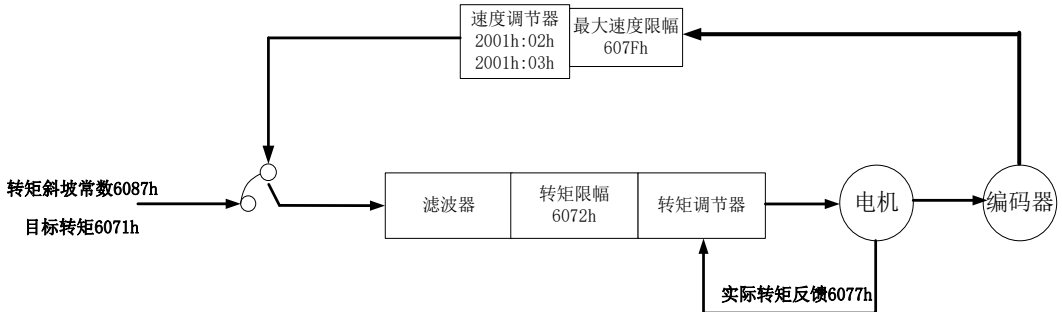 速度调节器
2001h:02h
2001h:03h
最大速度限幅
607Fh
转矩斜坡常数6087h
目标转矩6071h
滤波器
转矩限幅
6072h
转矩调节器
电机
编码器
实际转矩反馈6077h